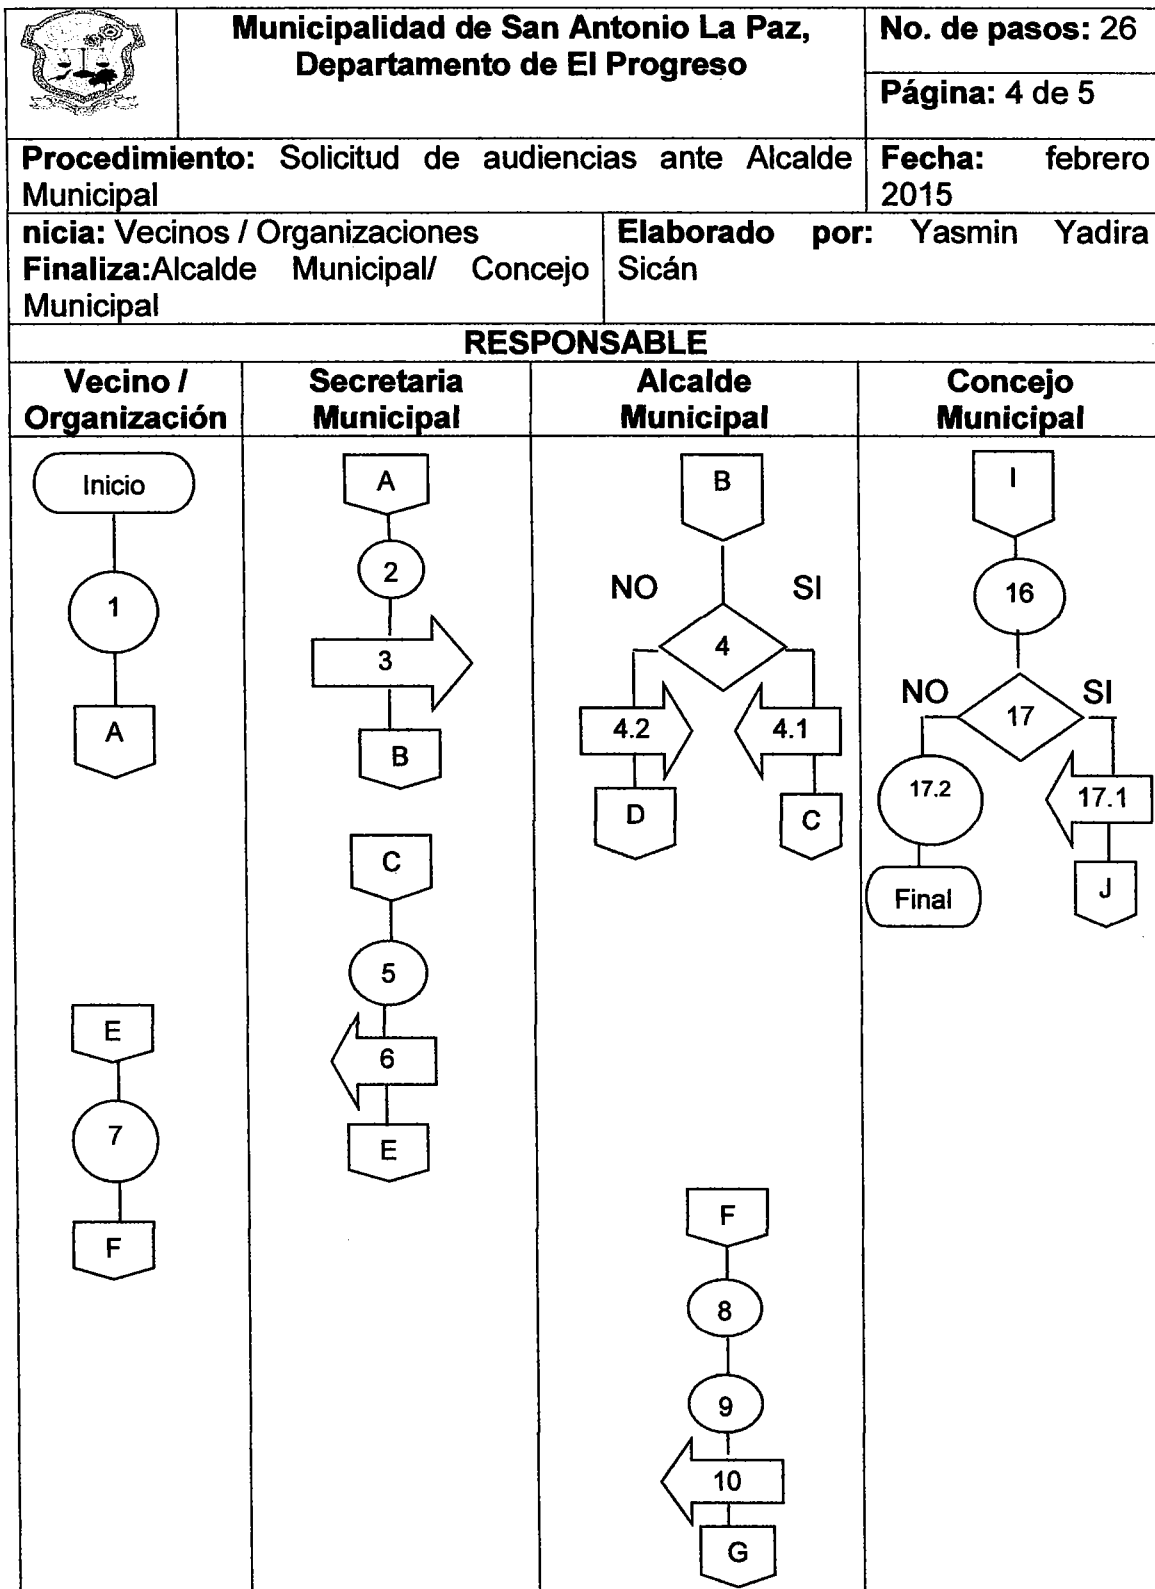 Municipalidad de San Antonio La Paz,
Departamento de El Progreso
No. de pasos: 26
Página: 4 de 5
Procedimiento: Solicitud de audiencias ante Alcalde
Municipal
Fecha: febrero
2015
nicia: Vecinos / Organizaciones
Finaliza:Alcalde Municipal/ Concejo
Municipal
Elaborado por: Yasmin Yadira
Sicán
RESPONSABLE
Vecino /
Organización
Secretaria
Municipal
Alcalde
Municipal
Concejo
Municipal
Inicio
1
A
E
7
F
A
2
3
B
C
5
6
E
B
NO
SI
4
4.2
4.1
D
C
F
8
9
10
G
I
16
NO
SI
17
17.2
17.1
Final
J